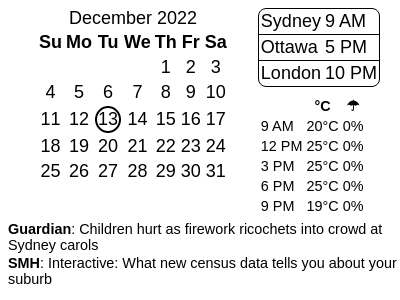 December 2022
Su Mo Tu We Th Fr Sa
1 2 3
4 5 6 7 8 9 10
11 12 13 14 15 16 17
18 19 20 21 22 23 24
25 26 27 28 29 30 31
Sydney 9 AM
Ottawa 5 PM
London 10 PM
°C ☂
9 AM 20°C 0%
12 PM 25°C 0%
3 PM 25°C 0%
6 PM 25°C 0%
9 PM 19°C 0%
Guardian: Children hurt as firework ricochets into crowd at
Sydney carols
SMH: Interactive: What new census data tells you about your
suburb